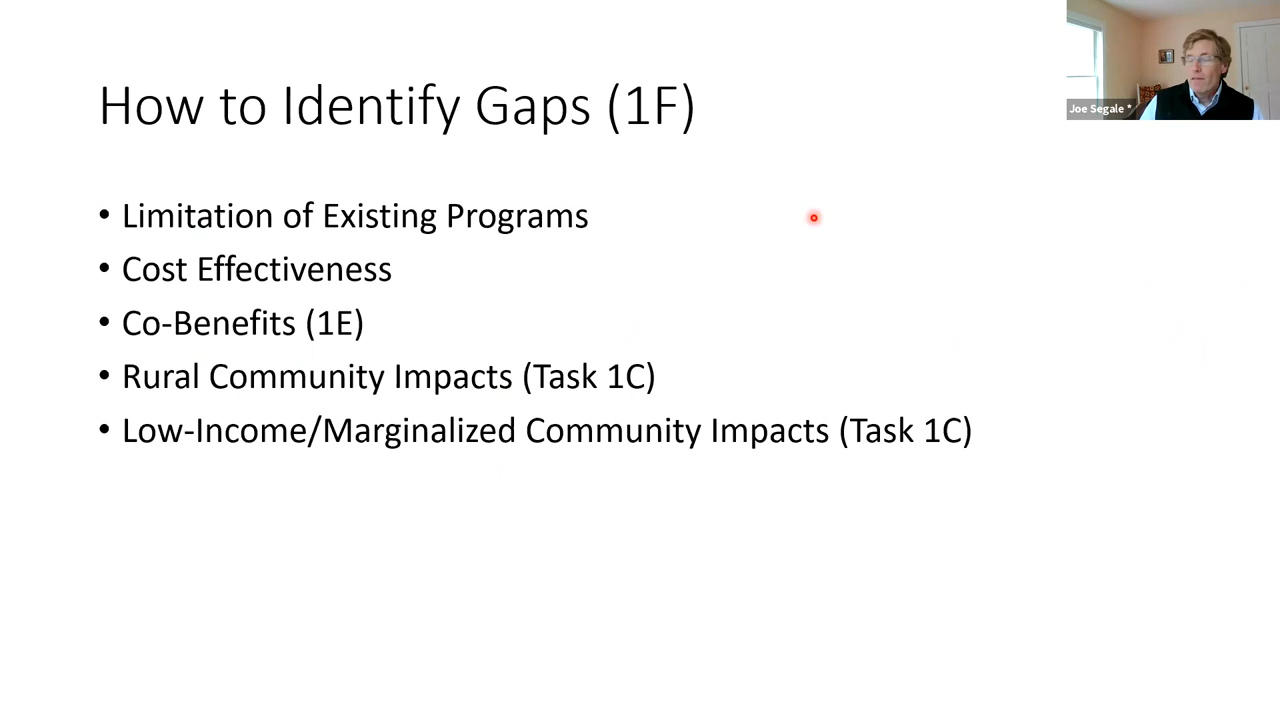 How to Identify Gaps (1F)
Joe Segale *
• Limitation of Existing Programs
• Cost Effectiveness
• Co-Benefits (1E)
• Rural Community Impacts (Task 1C)
• Low-Income/Marginalized Community Impacts (Task 1C)